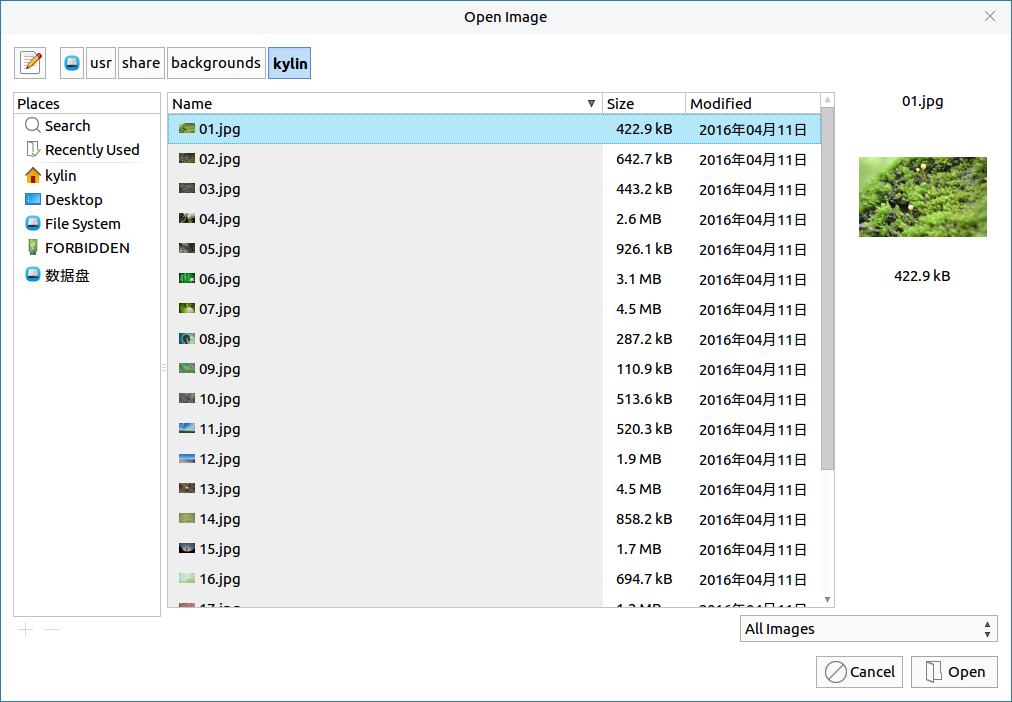 Open Image
usr share backgrounds kylin
Places
Search
Recently Used
kylin
Desktop
File System
FORBIDDEN
数据盘
Name Size Modified
01.jpg 422.9 kB 2016年04月11日
02.jpg 642.7 kB 2016年04月11日
03.jpg 443.2 kB 2016年04月11日
04.jpg 2.6 MB 2016年04月11日
05.jpg 926.1 kB 2016年04月11日
06.jpg 3.1 MB 2016年04月11日
07.jpg 4.5 MB 2016年04月11日
08.jpg 287.2 kB 2016年04月11日
09.jpg 110.9 kB 2016年04月11日
10.jpg 513.6 kB 2016年04月11日
11.jpg 520.3 kB 2016年04月11日
12.jpg 1.9 MB 2016年04月11日
13.jpg 4.5 MB 2016年04月11日
14.jpg 858.2 kB 2016年04月11日
15.jpg 1.7 MB 2016年04月11日
16.jpg 694.7 kB 2016年04月11日
01.jpg
422.9 kB
All Images
Cancel Open